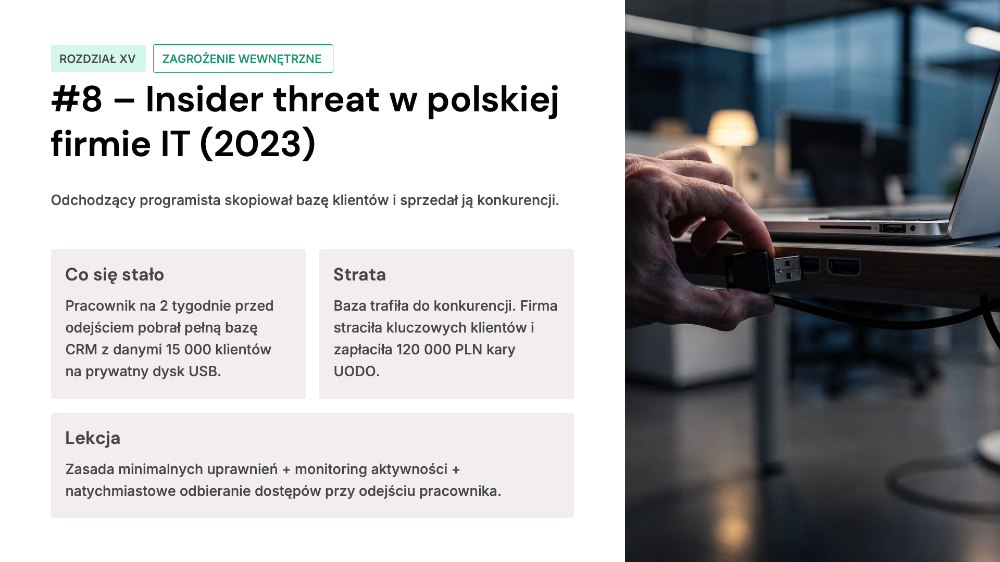 ROZDZIAŁ XV
ZAGROŻENIE WEWNĘTRZNE
#8 – Insider threat w polskiej
firmie IT (2023)
Odchodzący programista skopiował bazę klientów i sprzedał ją konkurencji.
Co się stało
Pracownik na 2 tygodnie przed
odejściem pobrał pełną bazę
CRM z danymi 15 000 klientów
na prywatny dysk USB.
Strata
Baza trafiła do konkurencji. Firma
straciła kluczowych klientów i
zapłaciła 120 000 PLN kary
UODO.
Lekcja
Zasada minimalnych uprawnień + monitoring aktywności +
natychmiastowe odbieranie dostępów przy odejściu pracownika.